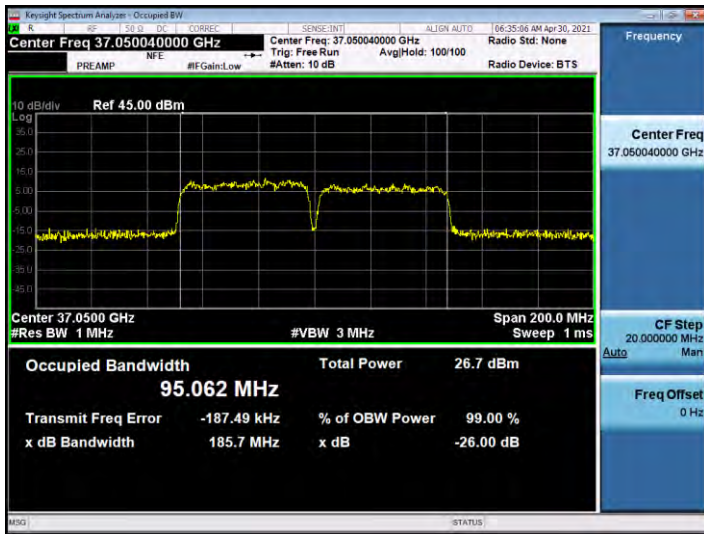 Keysight Spectrum Analyzer - Occupied BW
R RF 50 Ω DC CORREC SENSE:INT ALIGN AUTO 06:35:06 AM Apr 30, 2021
Center Freq 37.050040000 GHz Center Freq: 37.050040000 GHz Radio Std: None
NFE Trig: Free Run Avg|Hold: 100/100
PREAMP #IFGain:Low #Atten: 10 dB Radio Device: BTS
10 dB/div Ref 45.00 dBm
Log
35.0
25.0
15.0
5.00
-5.00
-15.0
-25.0
-35.0
-45.0
Center 37.0500 GHz Span 200.0 MHz
#Res BW 1 MHz #VBW 3 MHz Sweep 1 ms
Occupied Bandwidth Total Power 26.7 dBm
95.062 MHz
Transmit Freq Error -187.49 kHz % of OBW Power 99.00 %
x dB Bandwidth 185.7 MHz x dB -26.00 dB
Frequency
Center Freq
37.050040000 GHz
CF Step
20.000000 MHz
Auto Man
Freq Offset
0 Hz
MSG STATUS